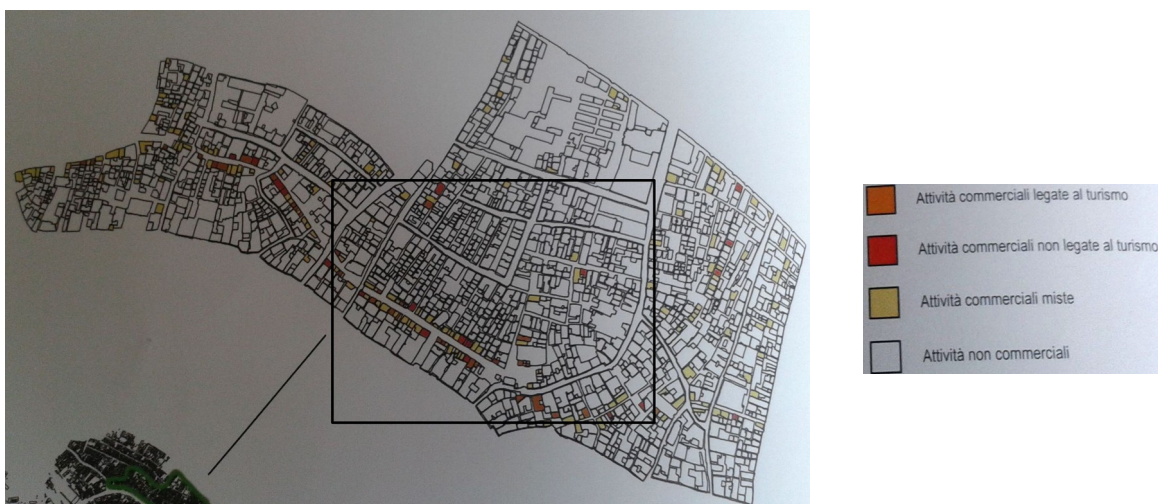 Attività commerciali legate al turismo
Attività commerciali non legate al turismo
Attività commerciali miste
Attività non commerciali